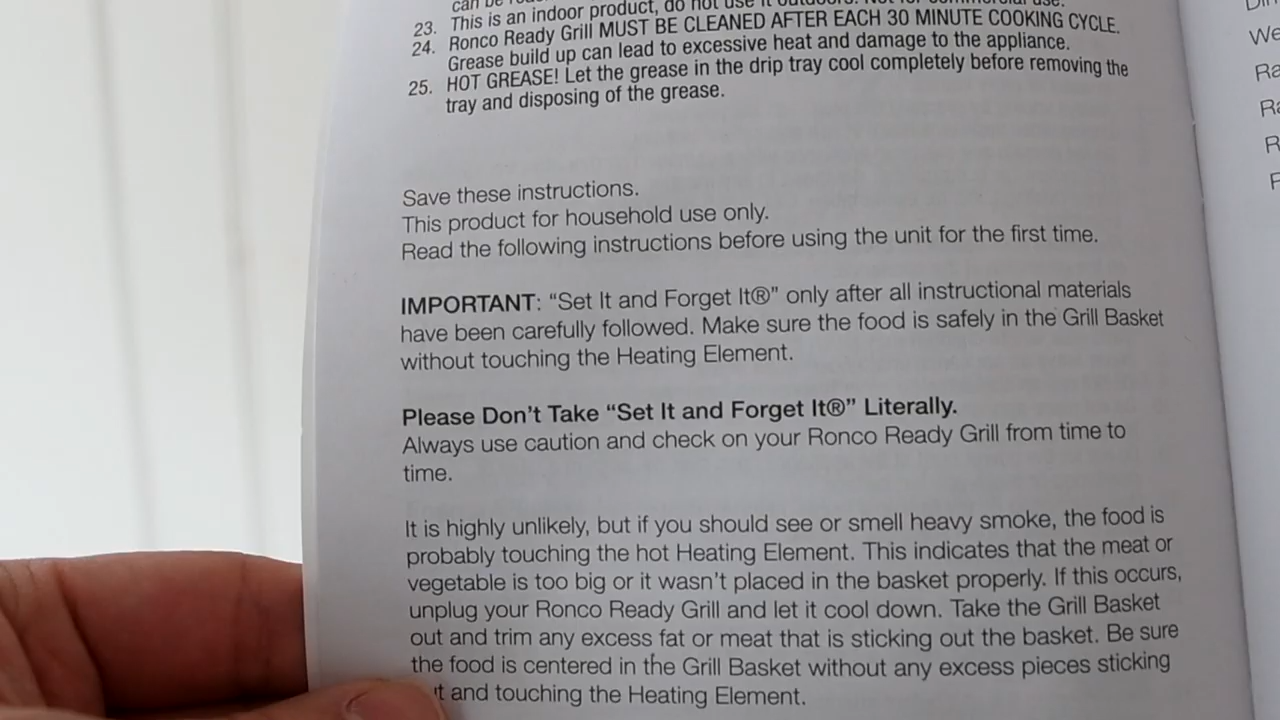 can be
23. This is an indoor product, do not use it outdoors. Not for commercial use.
24. Ronco Ready Grill MUST BE CLEANED AFTER EACH 30 MINUTE COOKING CYCLE.
Grease build up can lead to excessive heat and damage to the appliance.
25. HOT GREASE! Let the grease in the drip tray cool completely before removing the
tray and disposing of the grease.
Save these instructions.
This product for household use only.
Read the following instructions before using the unit for the first time.
IMPORTANT: “Set It and Forget It®” only after all instructional materials
have been carefully followed. Make sure the food is safely in the Grill Basket
without touching the Heating Element.
Please Don’t Take “Set It and Forget It®” Literally.
Always use caution and check on your Ronco Ready Grill from time to
time.
It is highly unlikely, but if you should see or smell heavy smoke, the food is
probably touching the hot Heating Element. This indicates that the meat or
vegetable is too big or it wasn’t placed in the basket properly. If this occurs,
unplug your Ronco Ready Grill and let it cool down. Take the Grill Basket
out and trim any excess fat or meat that is sticking out the basket. Be sure
the food is centered in the Grill Basket without any excess pieces sticking
and touching the Heating Element.
We
Ra
Ra
R